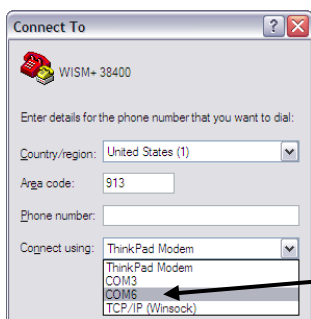 Connect To
WISM+ 38400
Enter details for the phone number that you want to dial:
Country/region: United States (1)
Area code: 913
Phone number:
Connect using: ThinkPad Modem
ThinkPad Modem
COM3
COM6
TCP/IP (Winsock)